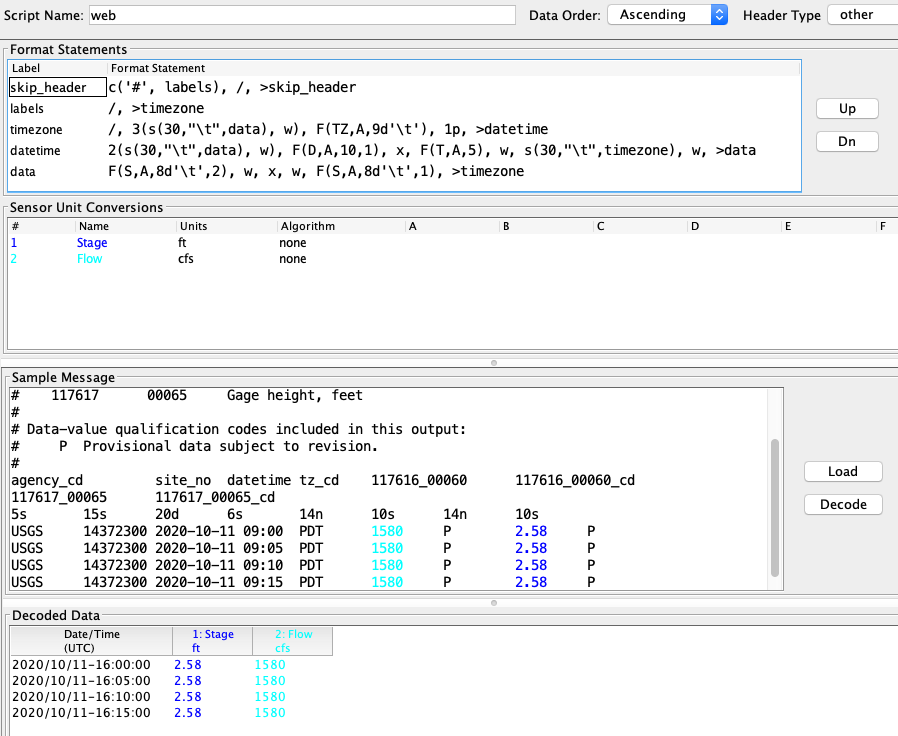 Script Name: web Data Order: Ascending Header Type other
Format Statements
Label Format Statement
skip_header c('#', labels), /, >skip_header
labels /, >timezone
timezone /, 3(s(30,"\t",data), w), F(TZ,A,9d'\t'), 1p, >datetime
datetime 2(s(30,"\t",data), w), F(D,A,10,1), x, F(T,A,5), w, s(30,"\t",timezone), w, >data
data F(S,A,8d'\t',2), w, x, w, F(S,A,8d'\t',1), >timezone
Up
Dn
Sensor Unit Conversions
# Name Units Algorithm A B C D E F
1 Stage ft none
2 Flow cfs none
Sample Message
# 117617 00065 Gage height, feet
#
# Data-value qualification codes included in this output:
# P Provisional data subject to revision.
#
agency_cd site_no datetime tz_cd 117616_00060 117616_00060_cd
117617_00065 117617_00065_cd
5s 15s 20d 6s 14n 10s 14n 10s
USGS 14372300 2020-10-11 09:00 PDT 1580 P 2.58 P
USGS 14372300 2020-10-11 09:05 PDT 1580 P 2.58 P
USGS 14372300 2020-10-11 09:10 PDT 1580 P 2.58 P
USGS 14372300 2020-10-11 09:15 PDT 1580 P 2.58 P
Load
Decode
Decoded Data
Date/Time 1: Stage 2: Flow
(UTC) ft cfs
2020/10/11-16:00:00 2.58 1580
2020/10/11-16:05:00 2.58 1580
2020/10/11-16:10:00 2.58 1580
2020/10/11-16:15:00 2.58 1580